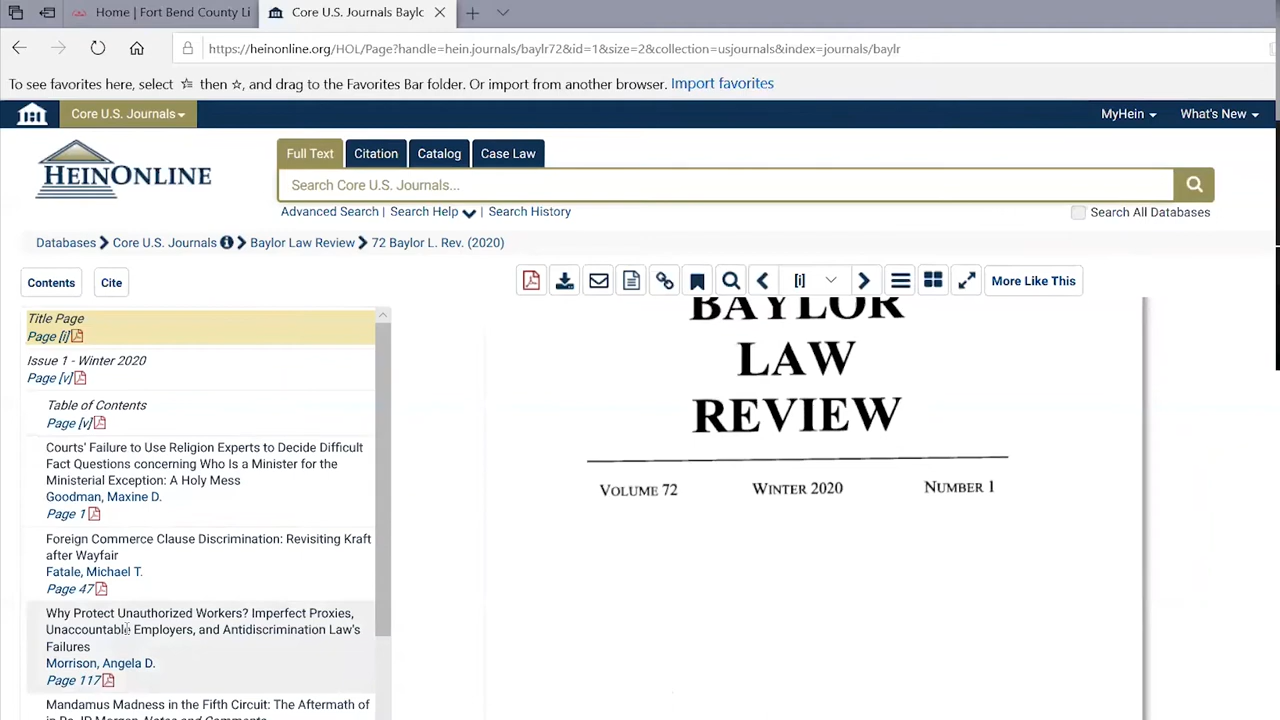 Home | Fort Bend County Li
Core U.S. Journals Baylc
https://heinonline.org/HOL/Page?handle=hein.journals/baylr72&id=1&size=2&collection=usjournals&index=journals/baylr
To see favorites here, select then ☆, and drag to the Favorites Bar folder. Or import from another browser. Import favorites
Core U.S. Journals
MyHein
What's New
HEINONLINE
Full Text
Citation
Catalog
Case Law
Search Core U.S. Journals...
Advanced Search | Search Help | Search History
Search All Databases
Databases Core U.S. Journals Baylor Law Review 72 Baylor L. Rev. (2020)
Contents
Cite
[i]
More Like This
Title Page
Page [i]
Issue 1 - Winter 2020
Page [v]
Table of Contents
Page [v]
Courts' Failure to Use Religion Experts to Decide Difficult
Fact Questions concerning Who Is a Minister for the
Ministerial Exception: A Holy Mess
Goodman, Maxine D.
Page 1
Foreign Commerce Clause Discrimination: Revisiting Kraft
after Wayfair
Fatale, Michael T.
Page 47
Why Protect Unauthorized Workers? Imperfect Proxies,
Unaccountable Employers, and Antidiscrimination Law's
Failures
Morrison, Angela D.
Page 117
Mandamus Madness in the Fifth Circuit: The Aftermath of
in Re JP Morgan Notes and Comments
BAYLOR
LAW
REVIEW
VOLUME 72
WINTER 2020
NUMBER 1